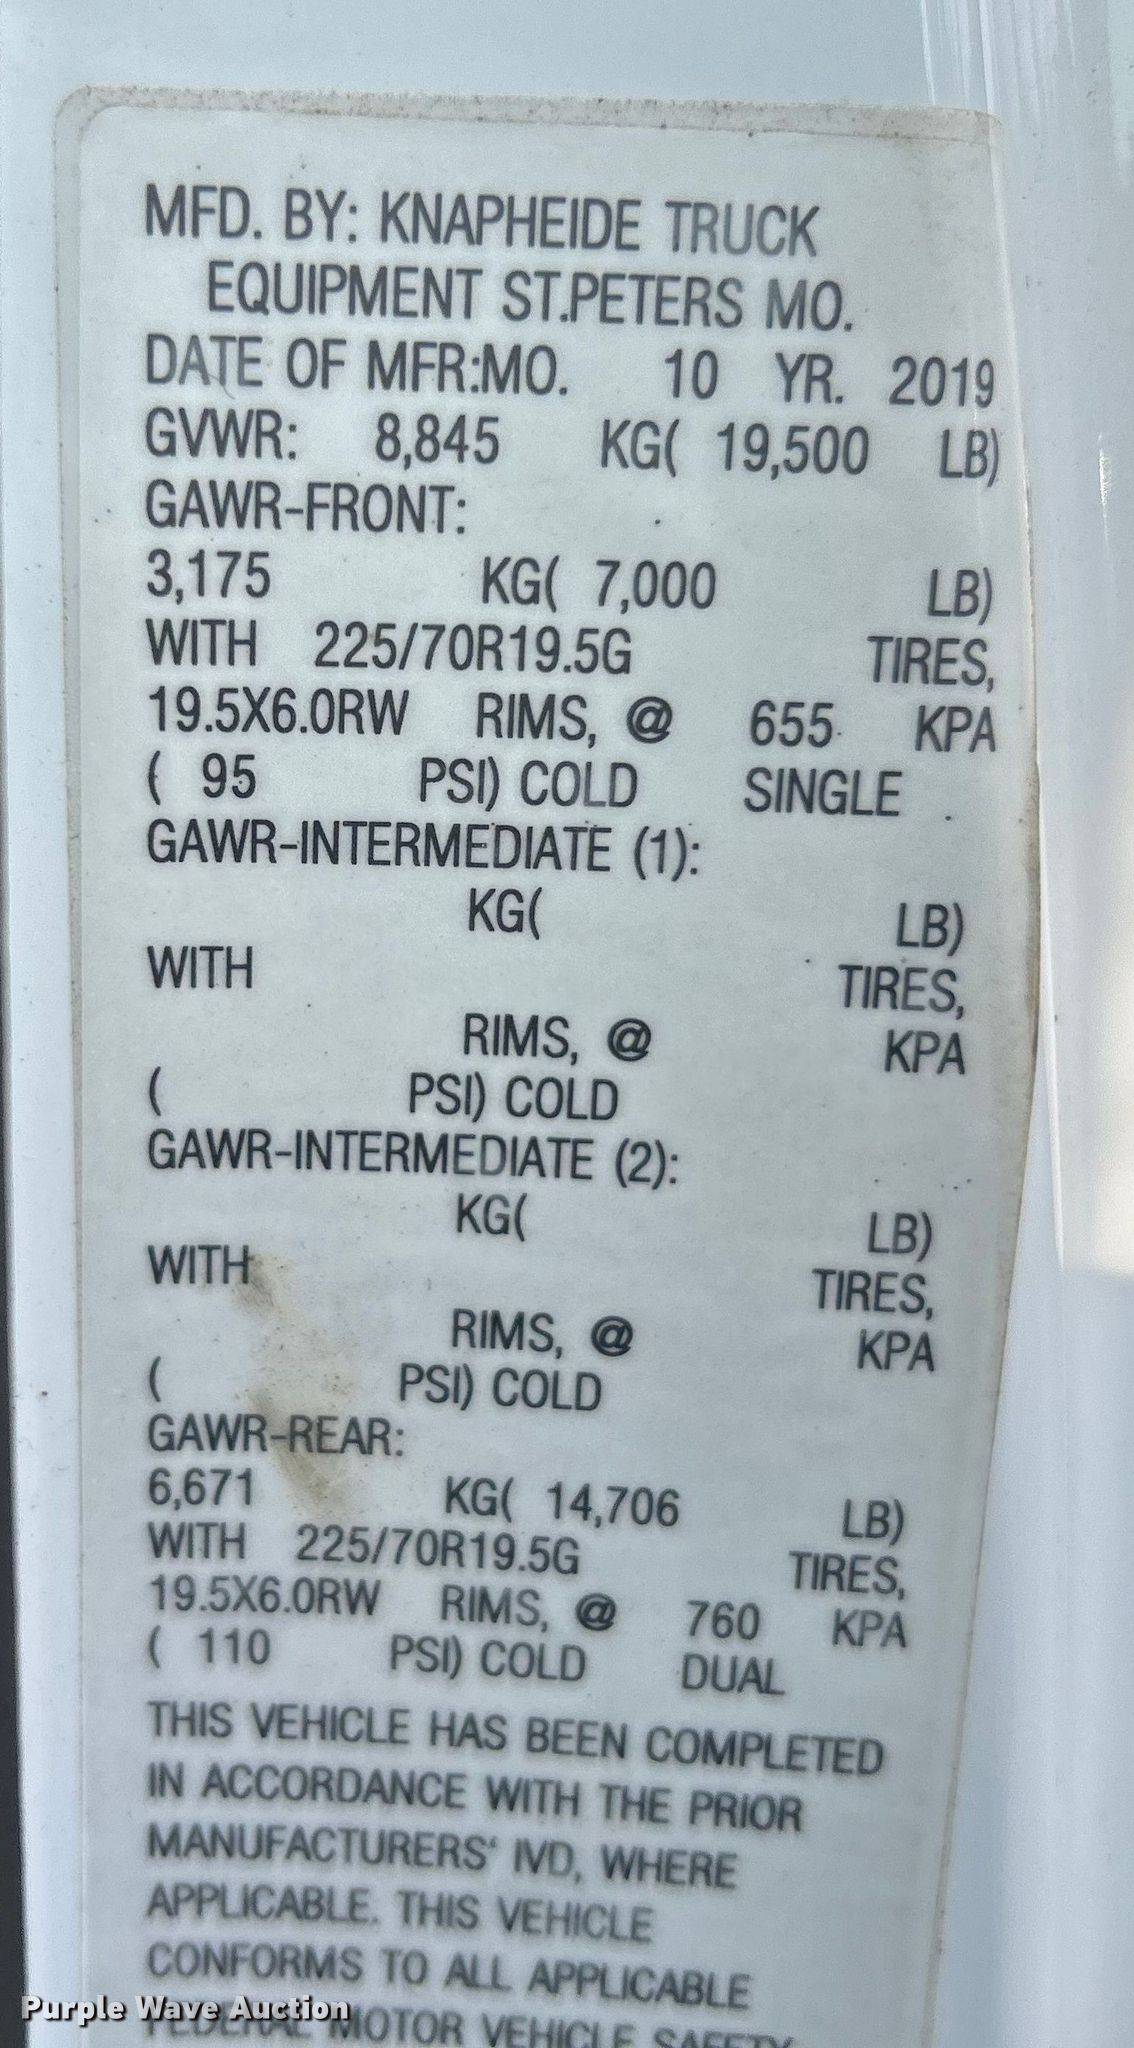 MFD. BY: KNAPHEIDE TRUCK
EQUIPMENT ST.PETERS MO.
DATE OF MFR:MO. 10 YR. 2019
GVWR: 8,845 KG( 19,500 LB)
GAWR-FRONT:
3,175 KG( 7,000 LB)
WITH 225/70R19.5G TIRES,
19.5X6.0RW RIMS, @ 655 KPA
( 95 PSI) COLD SINGLE
GAWR-INTERMEDIATE (1):
KG( LB)
WITH TIRES,
RIMS, @ KPA
( PSI) COLD
GAWR-INTERMEDIATE (2):
KG( LB)
WITH TIRES,
RIMS, @ KPA
( PSI) COLD
GAWR-REAR:
6,671 KG( 14,706 LB)
WITH 225/70R19.5G TIRES,
19.5X6.0RW RIMS, @ 760 KPA
( 110 PSI) COLD DUAL
THIS VEHICLE HAS BEEN COMPLETED
IN ACCORDANCE WITH THE PRIOR
MANUFACTURERS' IVD, WHERE
APPLICABLE. THIS VEHICLE
CONFORMS TO ALL APPLICABLE
FEDERAL MOTOR VEHICLE SAFETY
Purple Wave Auction